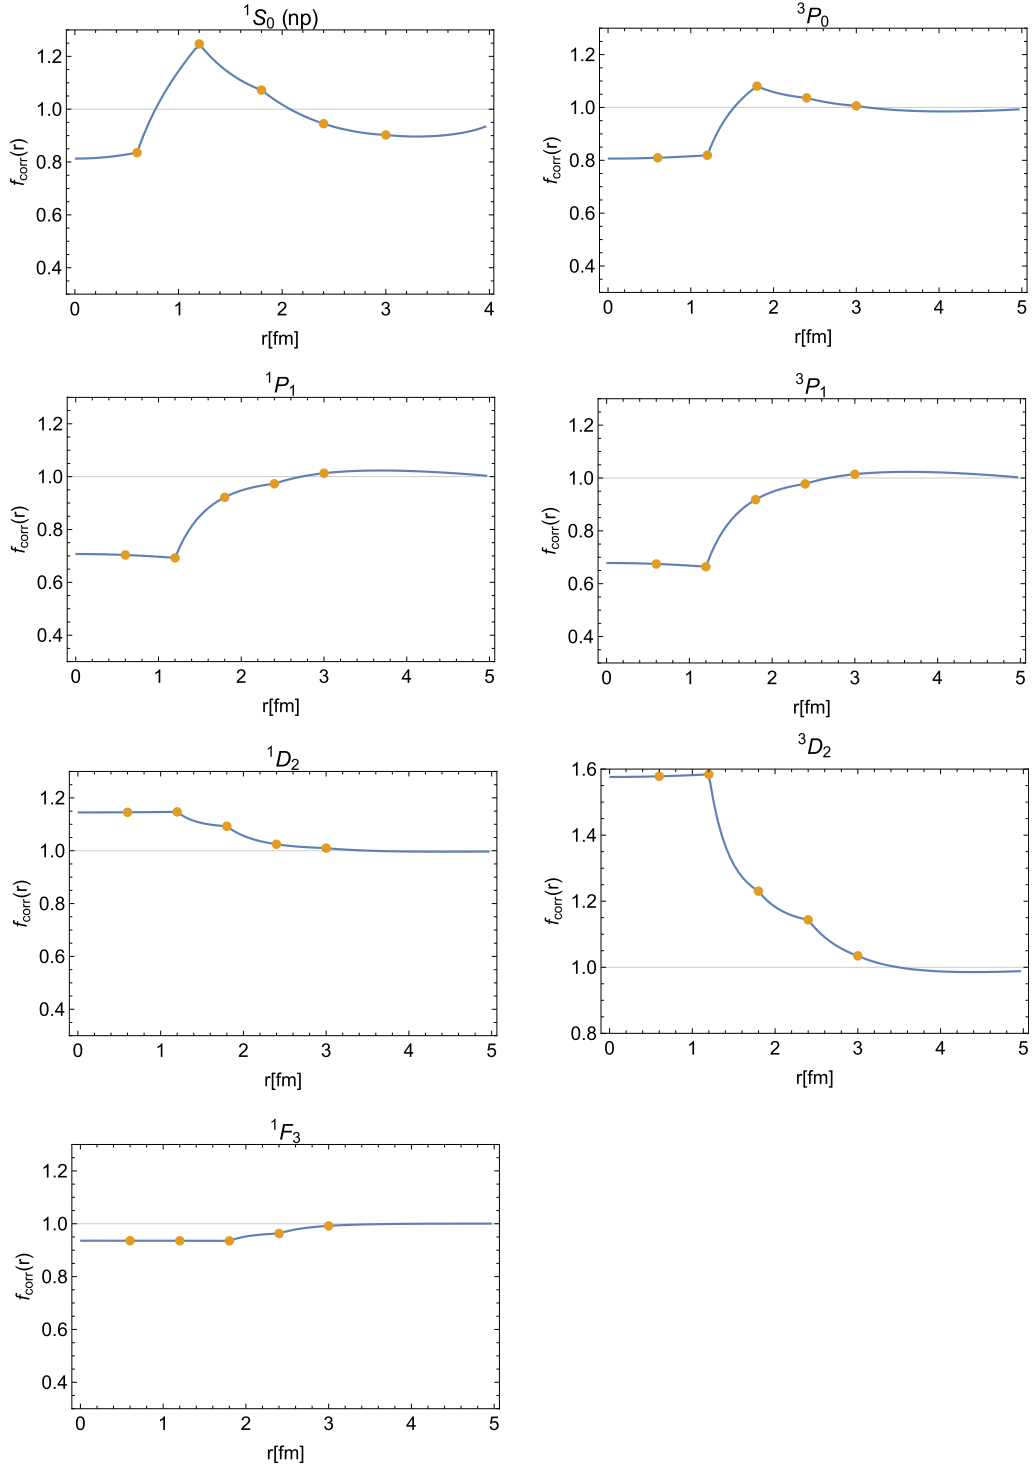 ¹S₀ (np)
1.2
1.0
0.8
0.6
0.4
f_corr(r)
0 1 2 3 4
r[fm]
³P₀
1.2
1.0
0.8
0.6
0.4
f_corr(r)
0 1 2 3 4 5
r[fm]
¹P₁
1.2
1.0
0.8
0.6
0.4
f_corr(r)
0 1 2 3 4 5
r[fm]
³P₁
1.2
1.0
0.8
0.6
0.4
f_corr(r)
0 1 2 3 4 5
r[fm]
¹D₂
1.2
1.0
0.8
0.6
0.4
f_corr(r)
0 1 2 3 4 5
r[fm]
³D₂
1.6
1.4
1.2
1.0
0.8
f_corr(r)
0 1 2 3 4 5
r[fm]
¹F₃
1.2
1.0
0.8
0.6
0.4
f_corr(r)
0 1 2 3 4 5
r[fm]